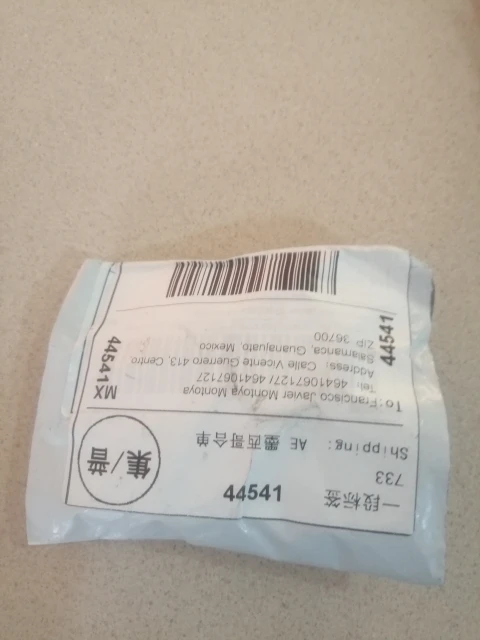 一段标签
44541
733
Shipping: AE 墨西哥合单
集/普
To:Francisco Javier Montoya Montoya
Tel: 4641067127/ 4641067127
Address: Calle Vicente Guerrero 413, Centro
Salamanca, Guanajuato, Mexico
ZIP 36700
MX
44541
44541